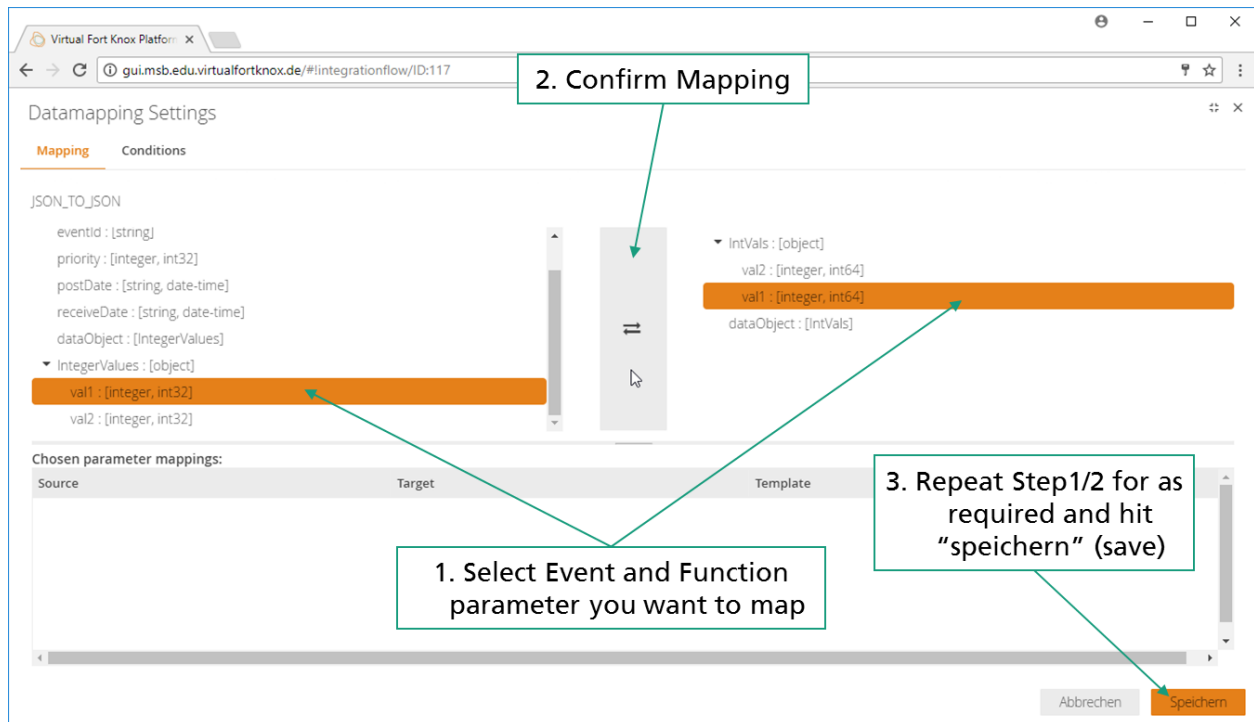 Virtual Fort Knox Platform
gui.msb.edu.virtualfortknox.de/#!integrationflow/ID:117
2. Confirm Mapping
Datamapping Settings
Mapping Conditions
JSON_TO_JSON
eventId : [string]
priority : [integer, int32]
postDate : [string, date-time]
receiveDate : [string, date-time]
dataObject : [IntegerValues]
IntegerValues : [object]
val1 : [integer, int32]
val2 : [integer, int32]
IntVals : [object]
val2 : [integer, int64]
val1 : [integer, int64]
dataObject : [IntVals]
Chosen parameter mappings:
Source Target Template
1. Select Event and Function
parameter you want to map
3. Repeat Step1/2 for as
required and hit
“speichern” (save)
Abbrechen Speichern